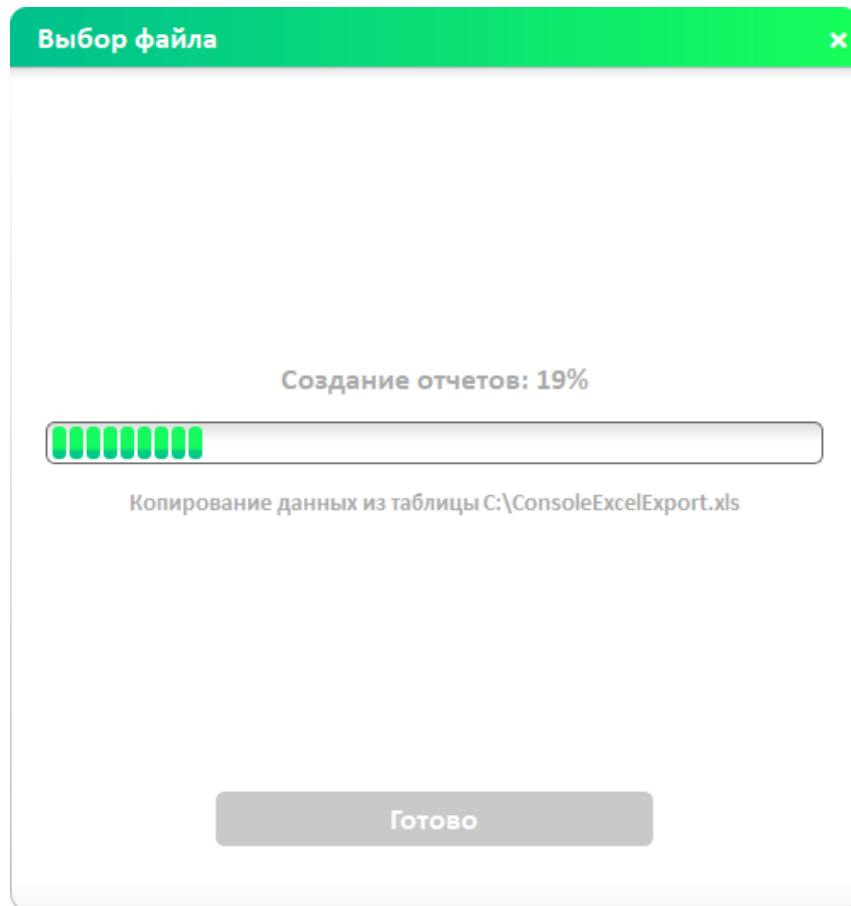 Выбор файла
Создание отчетов: 19%
Копирование данных из таблицы C:\ConsoleExcelExport.xls
Готово